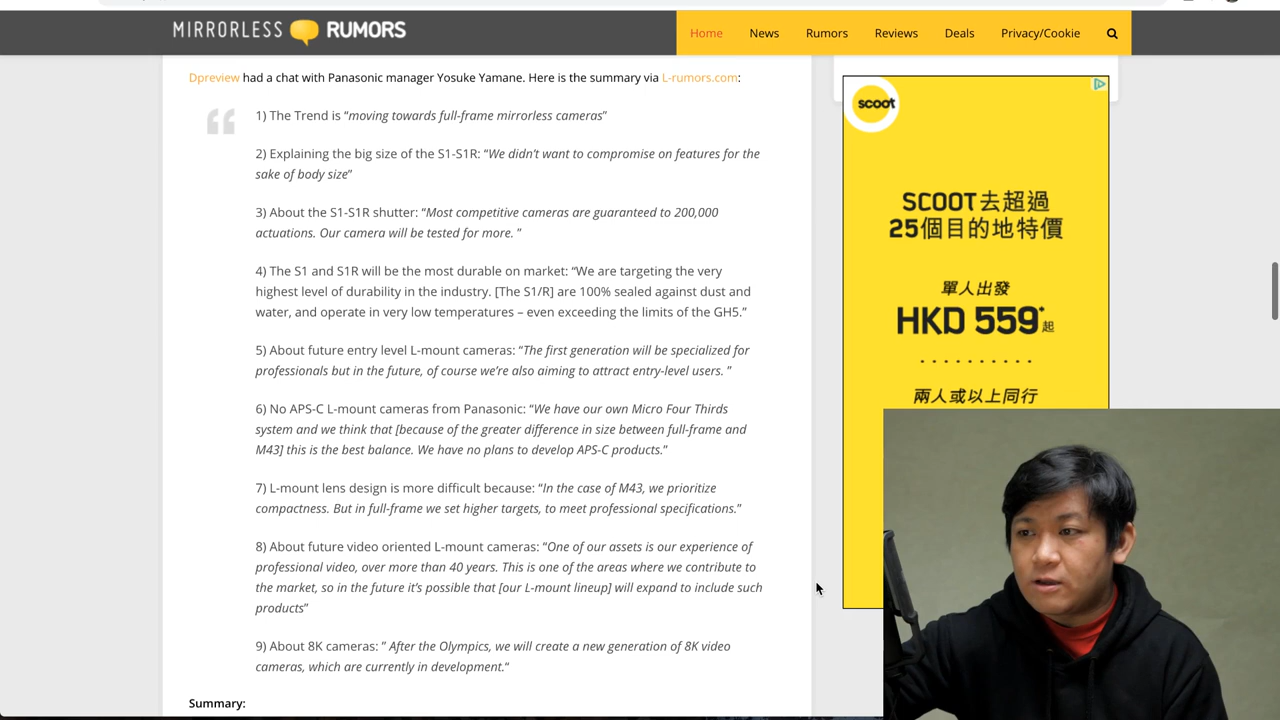 MIRRORLESS RUMORS
Home News Rumors Reviews Deals Privacy/Cookie
Dpreview had a chat with Panasonic manager Yosuke Yamane. Here is the summary via L-rumors.com:
1) The Trend is “moving towards full-frame mirrorless cameras”
2) Explaining the big size of the S1-S1R: “We didn’t want to compromise on features for the
sake of body size”
3) About the S1-S1R shutter: “Most competitive cameras are guaranteed to 200,000
actuations. Our camera will be tested for more. ”
4) The S1 and S1R will be the most durable on market: “We are targeting the very
highest level of durability in the industry. [The S1/R] are 100% sealed against dust and
water, and operate in very low temperatures – even exceeding the limits of the GH5.”
5) About future entry level L-mount cameras: “The first generation will be specialized for
professionals but in the future, of course we’re also aiming to attract entry-level users. ”
6) No APS-C L-mount cameras from Panasonic: “We have our own Micro Four Thirds
system and we think that [because of the greater difference in size between full-frame and
M43] this is the best balance. We have no plans to develop APS-C products.”
7) L-mount lens design is more difficult because: “In the case of M43, we prioritize
compactness. But in full-frame we set higher targets, to meet professional specifications.”
8) About future video oriented L-mount cameras: “One of our assets is our experience of
professional video, over more than 40 years. This is one of the areas where we contribute to
the market, so in the future it’s possible that [our L-mount lineup] will expand to include such
products”
9) About 8K cameras: “ After the Olympics, we will create a new generation of 8K video
cameras, which are currently in development.“
Summary:
scoot
SCOOT去超過
25個目的地特價
單人出發
HKD 559*起
兩人或以上同行